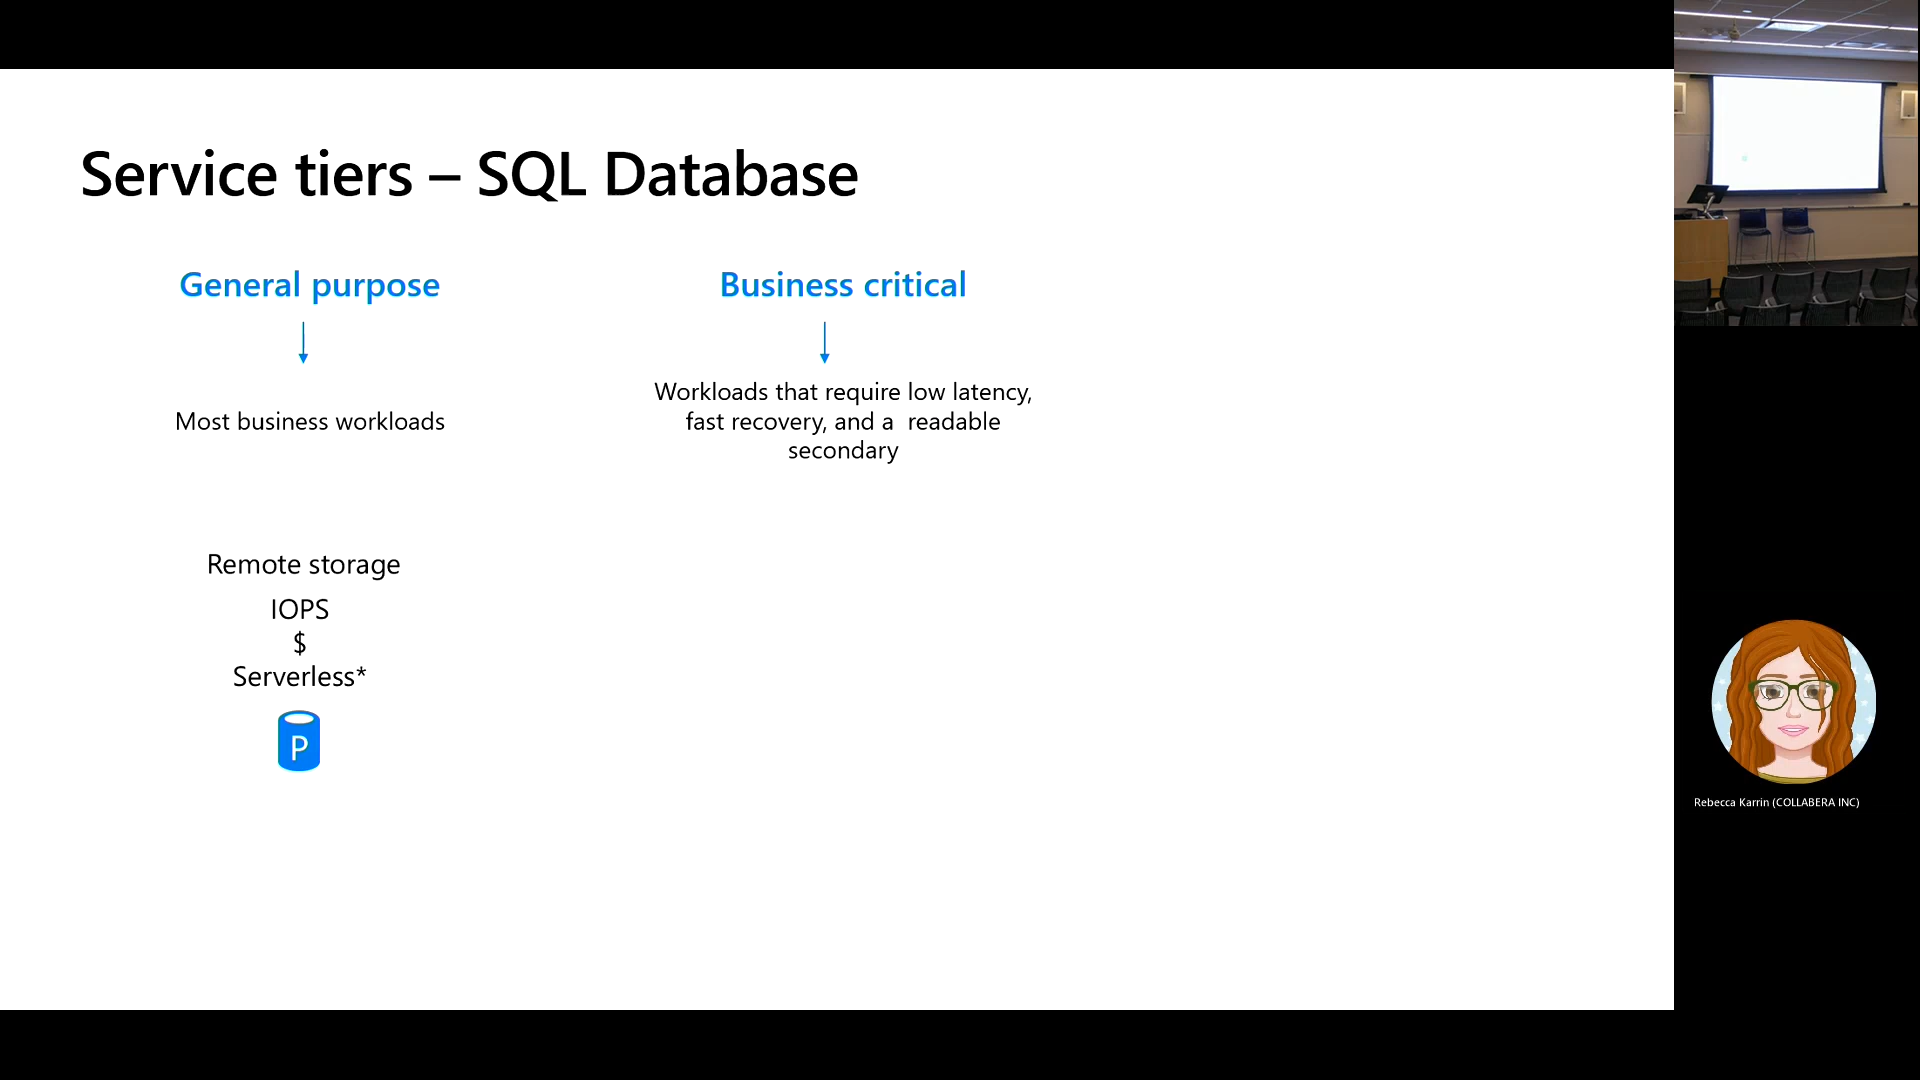 Service tiers – SQL Database
General purpose
Most business workloads
Remote storage
IOPS
$
Serverless*
P
Business critical
Workloads that require low latency,
fast recovery, and a  readable
secondary
Rebecca Karrin (COLLABERA INC)